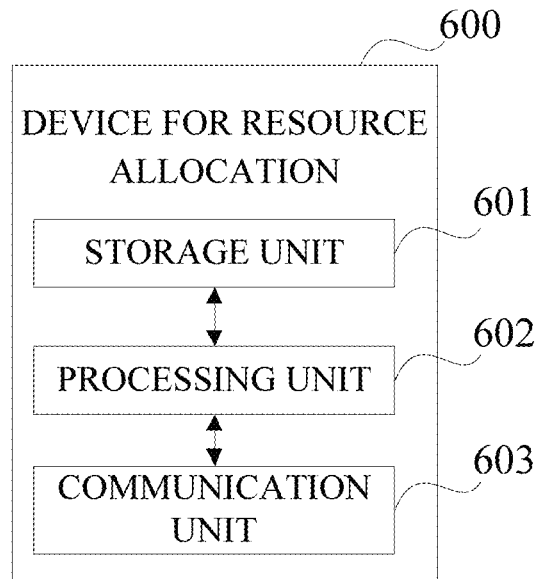 600
DEVICE FOR RESOURCE
ALLOCATION
601
STORAGE UNIT
602
PROCESSING UNIT
603
COMMUNICATION
UNIT